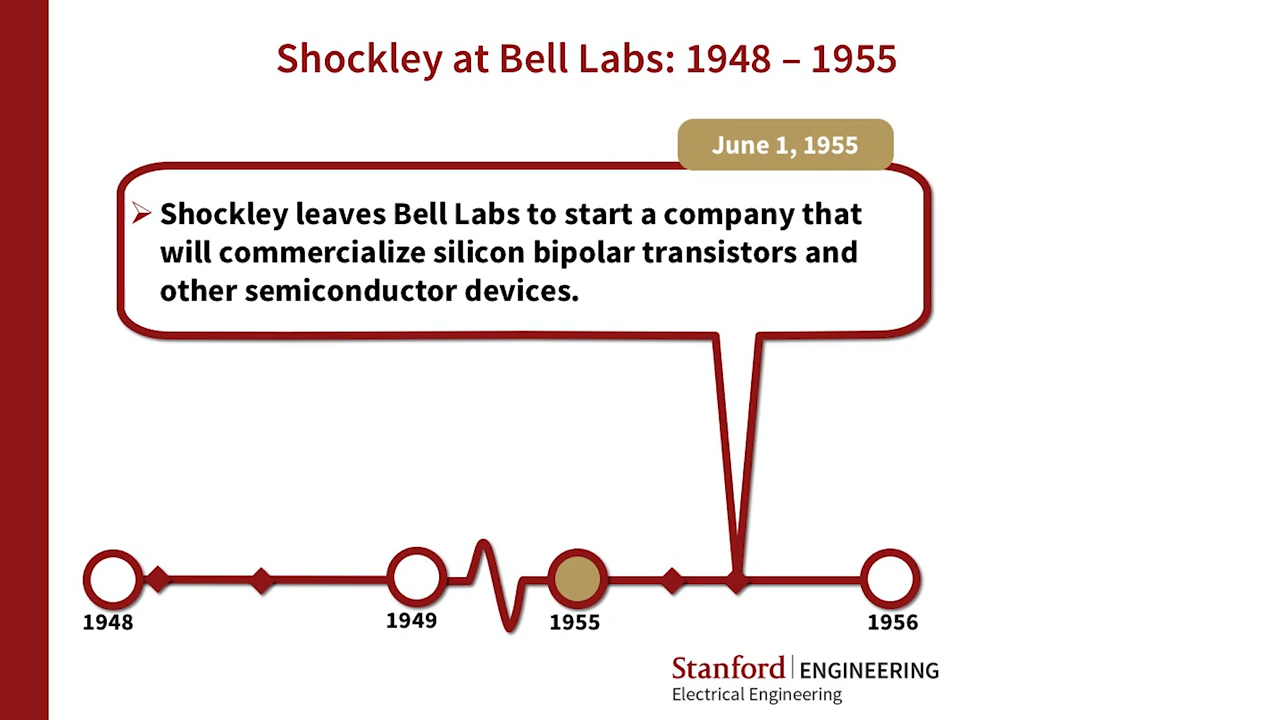 Shockley at Bell Labs: 1948 – 1955
June 1, 1955
Shockley leaves Bell Labs to start a company that
will commercialize silicon bipolar transistors and
other semiconductor devices.
1948
1949
1955
1956
Stanford | ENGINEERING
Electrical Engineering